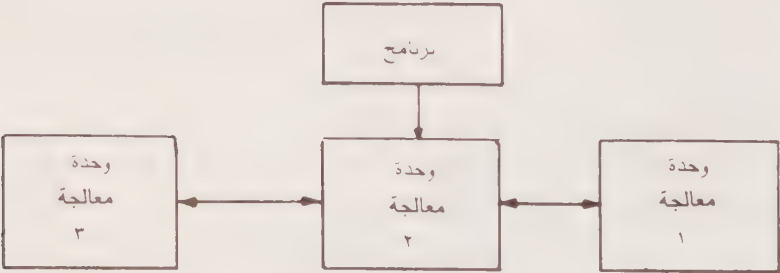 برنامج
وحدة
معالجة
١
وحدة
معالجة
٢
وحدة
معالجة
٣